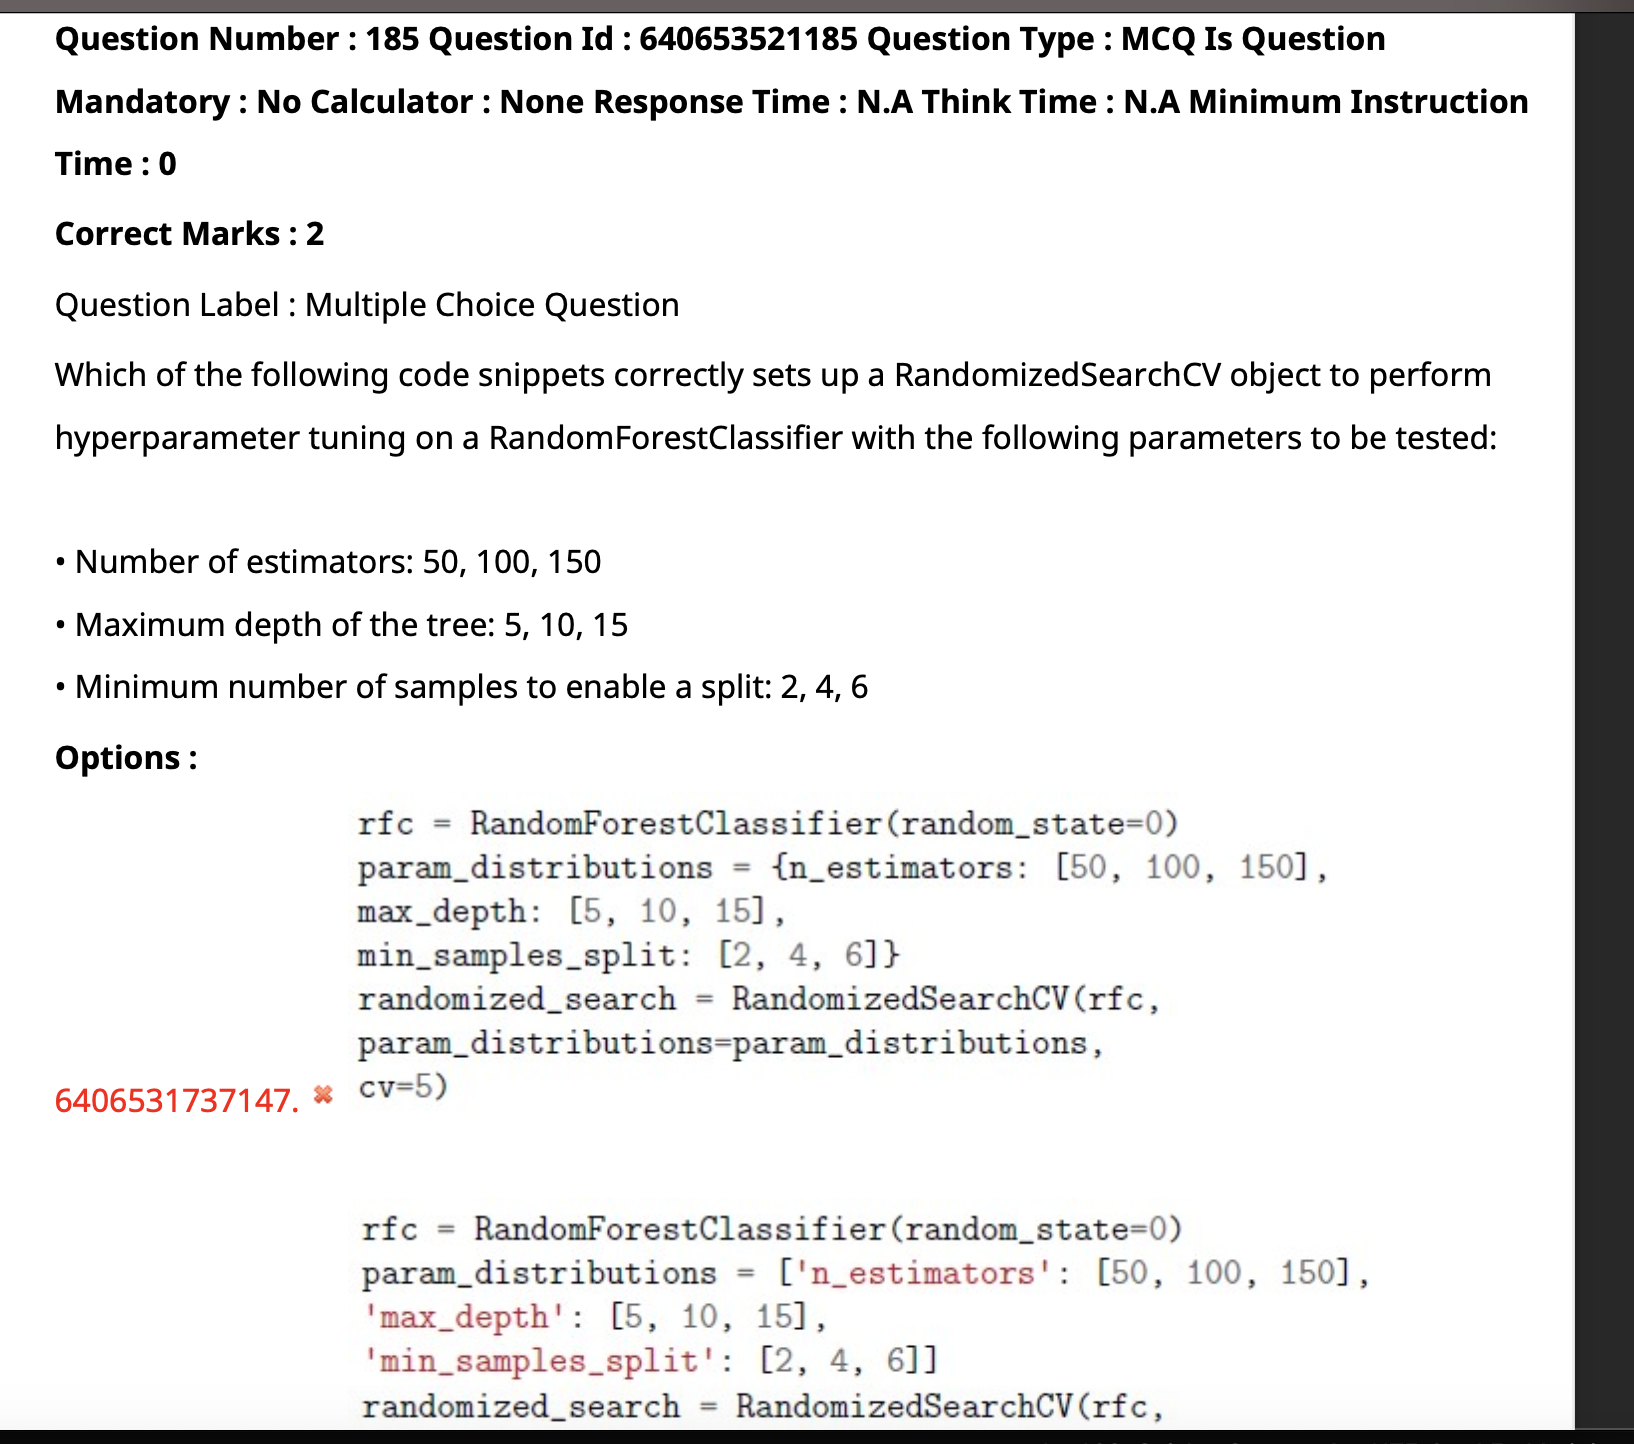 Question Number : 185 Question Id : 640653521185 Question Type : MCQ Is Question
Mandatory : No Calculator : None Response Time : N.A Think Time : N.A Minimum Instruction
Time : 0
Correct Marks : 2
Question Label : Multiple Choice Question
Which of the following code snippets correctly sets up a RandomizedSearchCV object to perform
hyperparameter tuning on a RandomForestClassifier with the following parameters to be tested:
• Number of estimators: 50, 100, 150
• Maximum depth of the tree: 5, 10, 15
• Minimum number of samples to enable a split: 2, 4, 6
Options :
rfc = RandomForestClassifier(random_state=0)
param_distributions = {n_estimators: [50, 100, 150],
max_depth: [5, 10, 15],
min_samples_split: [2, 4, 6]}
randomized_search = RandomizedSearchCV(rfc,
param_distributions=param_distributions,
cv=5)
6406531737147. ✖
rfc = RandomForestClassifier(random_state=0)
param_distributions = ['n_estimators': [50, 100, 150],
'max_depth': [5, 10, 15],
'min_samples_split': [2, 4, 6]]
randomized_search = RandomizedSearchCV(rfc,